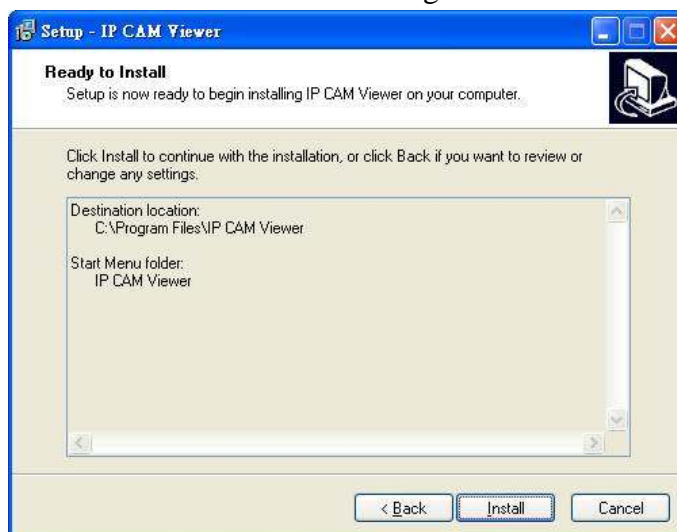 Setup - IP CAM Viewer
Ready to Install
Setup is now ready to begin installing IP CAM Viewer on your computer.
Click Install to continue with the installation, or click Back if you want to review or
change any settings.
Destination location:
C:\Program Files\IP CAM Viewer
Start Menu folder:
IP CAM Viewer
< Back
Install
Cancel